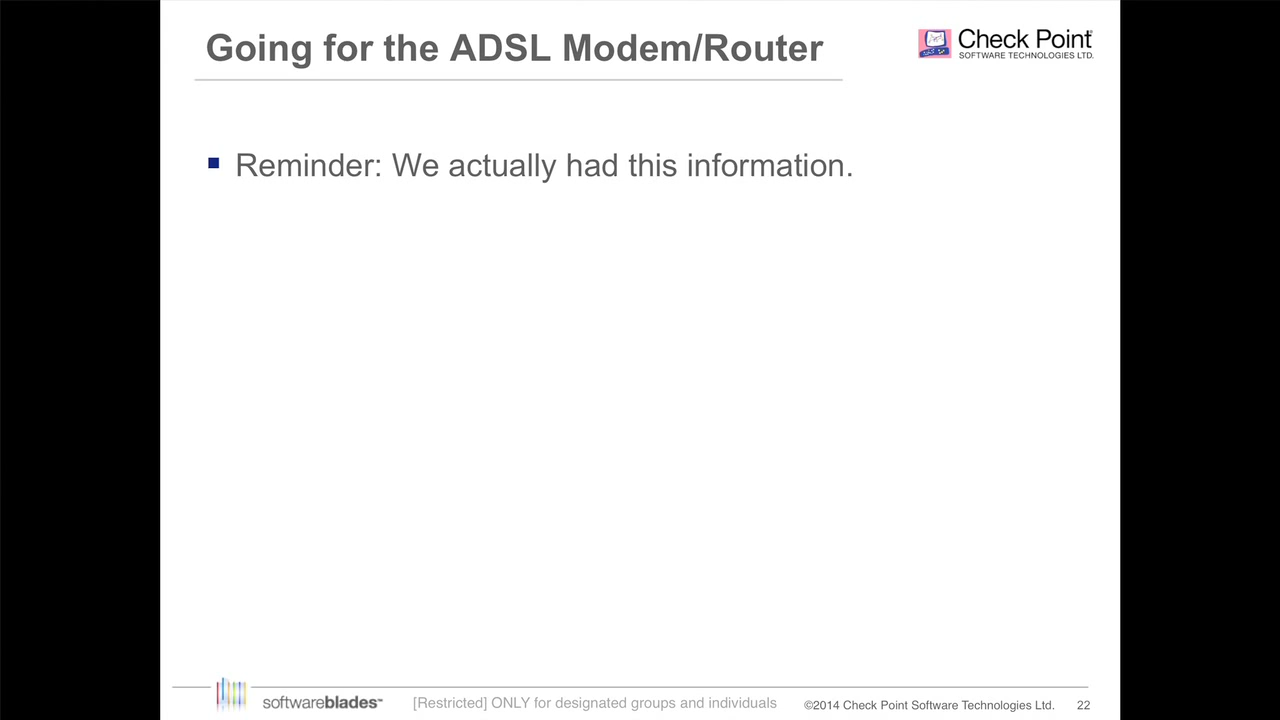 Going for the ADSL Modem/Router
Check Point
SOFTWARE TECHNOLOGIES LTD.
Reminder: We actually had this information.
softwareblades™
[Restricted] ONLY for designated groups and individuals
©2014 Check Point Software Technologies Ltd.
22